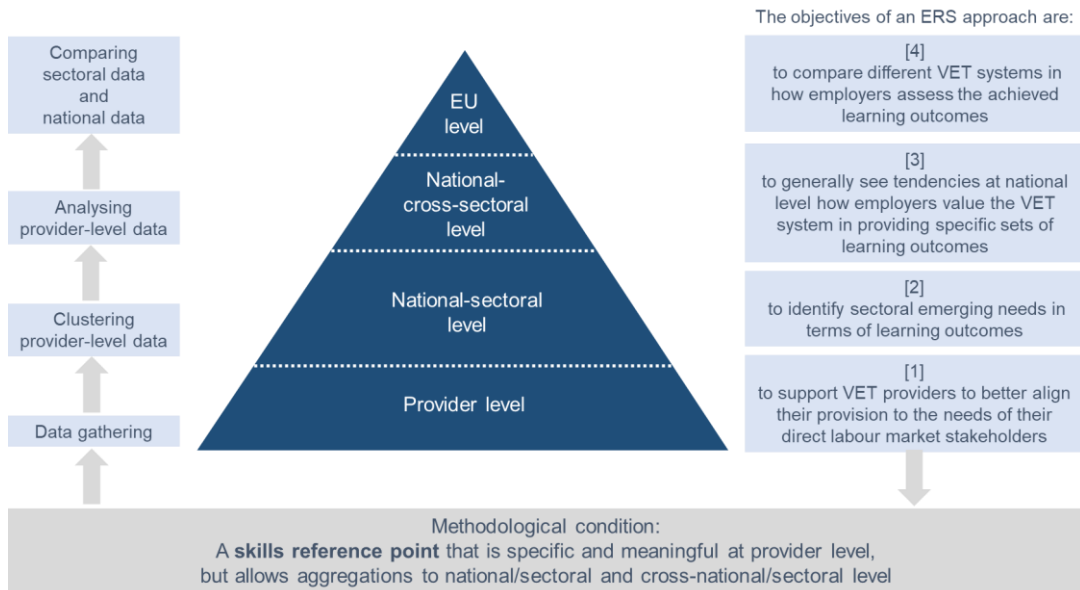 The objectives of an ERS approach are:
Comparing
sectoral data
and
national data
Analysing
provider-level data
Clustering
provider-level data
Data gathering
EU
level
National-
cross-sectoral
level
National-sectoral
level
Provider level
[4]
to compare different VET systems in
how employers assess the achieved
learning outcomes
[3]
to generally see tendencies at national
level how employers value the VET
system in providing specific sets of
learning outcomes
[2]
to identify sectoral emerging needs in
terms of learning outcomes
[1]
to support VET providers to better align
their provision to the needs of their
direct labour market stakeholders
Methodological condition:
A skills reference point that is specific and meaningful at provider level,
but allows aggregations to national/sectoral and cross-national/sectoral level